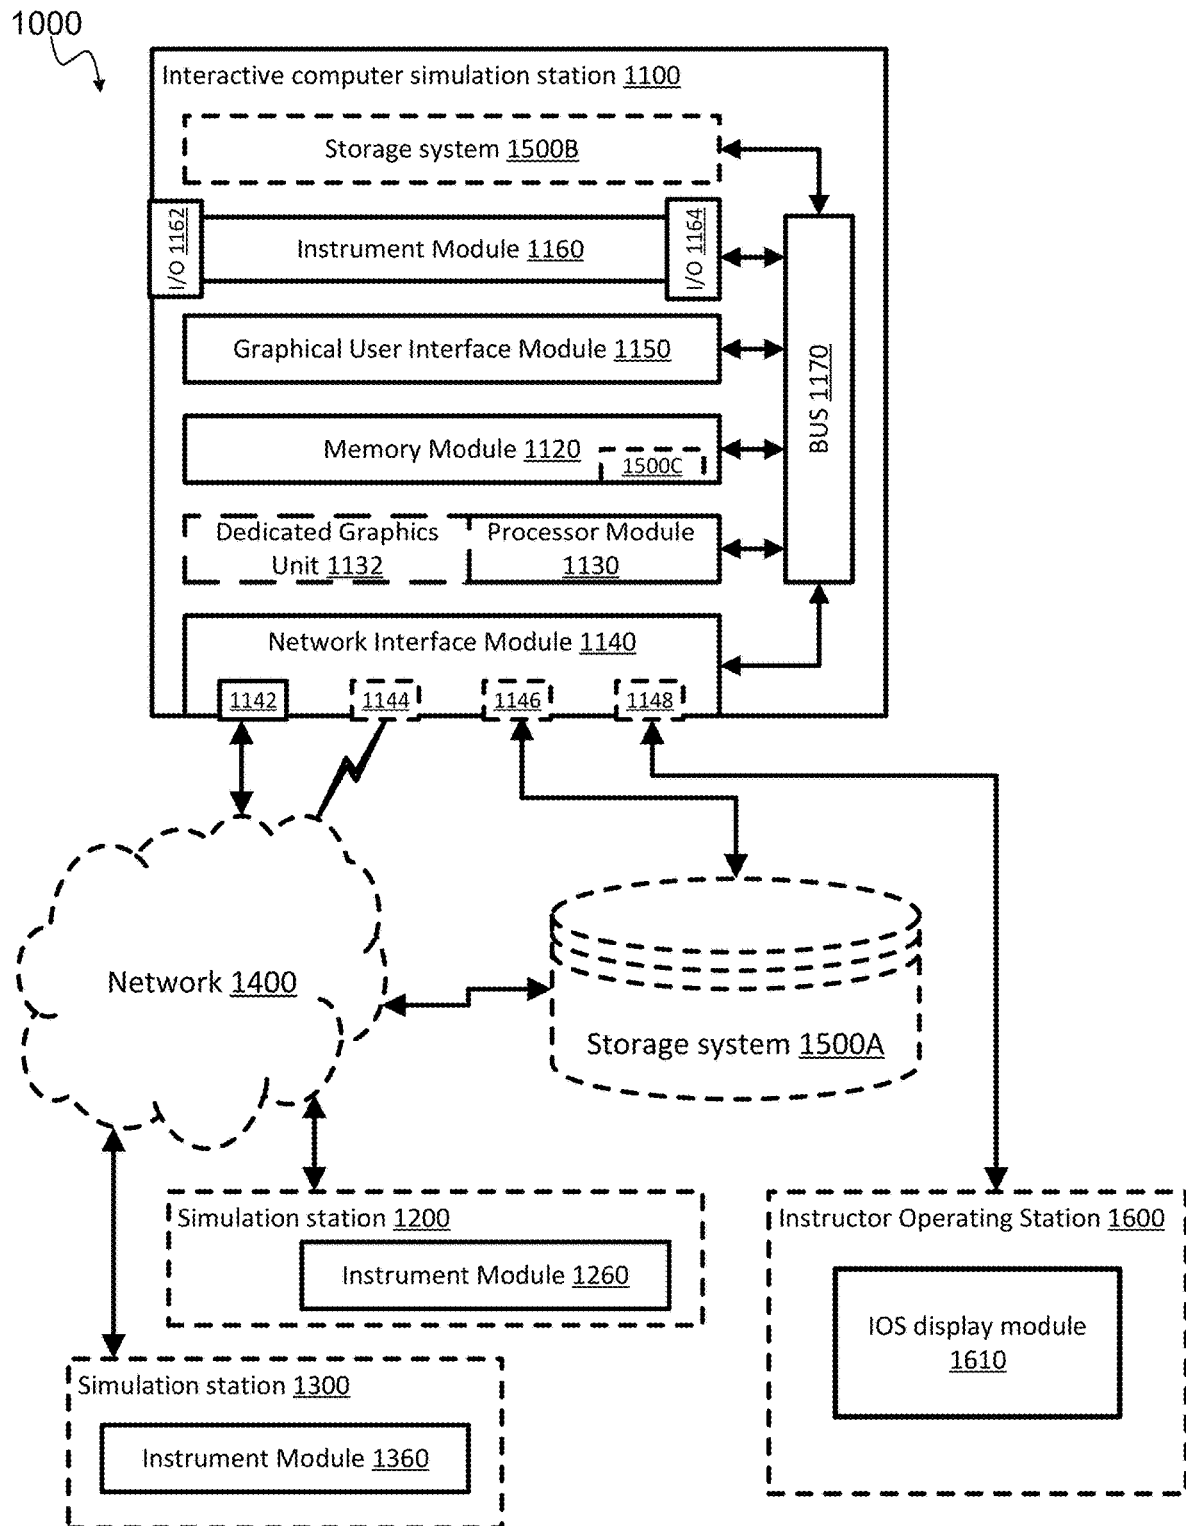 1000
Interactive computer simulation station 1100
Storage system 1500B
I/O 1162
Instrument Module 1160
I/O 1164
Graphical User Interface Module 1150
BUS 1170
Memory Module 1120
1500C
Dedicated Graphics
Unit 1132
Processor Module
1130
Network Interface Module 1140
1142
1144
1146
1148
Network 1400
Storage system 1500A
Simulation station 1200
Instrument Module 1260
Instructor Operating Station 1600
IOS display module
1610
Simulation station 1300
Instrument Module 1360